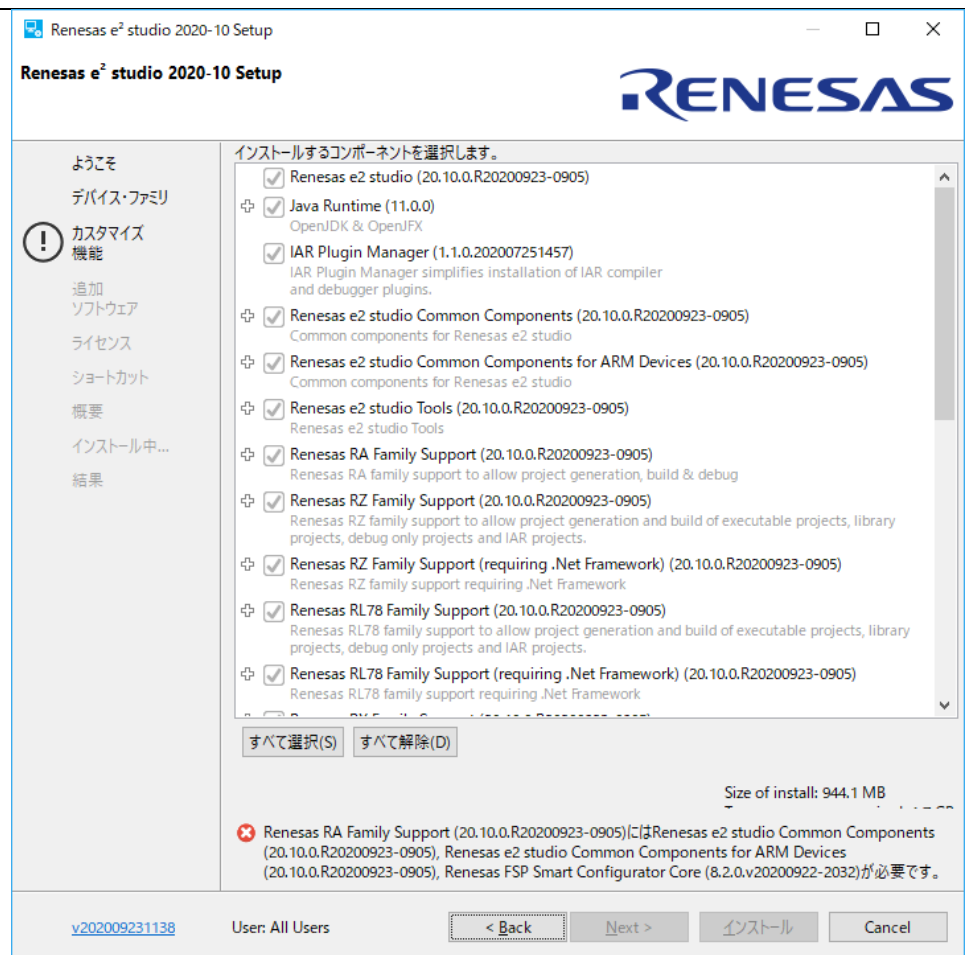 Renesas e² studio 2020-10 Setup
Renesas e² studio 2020-10 Setup
RENESAS
ようこそ
デバイス・ファミリ
カスタマイズ
機能
追加
ソフトウェア
ライセンス
ショートカット
概要
インストール中...
結果
インストールするコンポーネントを選択します。
Renesas e2 studio (20.10.0.R20200923-0905)
Java Runtime (11.0.0)
OpenJDK & OpenJFX
IAR Plugin Manager (1.1.0.202007251457)
IAR Plugin Manager simplifies installation of IAR compiler
and debugger plugins.
Renesas e2 studio Common Components (20.10.0.R20200923-0905)
Common components for Renesas e2 studio
Renesas e2 studio Common Components for ARM Devices (20.10.0.R20200923-0905)
Common components for Renesas e2 studio
Renesas e2 studio Tools (20.10.0.R20200923-0905)
Renesas e2 studio Tools
Renesas RA Family Support (20.10.0.R20200923-0905)
Renesas RA family support to allow project generation, build & debug
Renesas RZ Family Support (20.10.0.R20200923-0905)
Renesas RZ family support to allow project generation and build of executable projects, library
projects, debug only projects and IAR projects.
Renesas RZ Family Support (requiring .Net Framework) (20.10.0.R20200923-0905)
Renesas RZ family support requiring .Net Framework
Renesas RL78 Family Support (20.10.0.R20200923-0905)
Renesas RL78 family support to allow project generation and build of executable projects, library
projects, debug only projects and IAR projects.
Renesas RL78 Family Support (requiring .Net Framework) (20.10.0.R20200923-0905)
Renesas RL78 family support requiring .Net Framework
すべて選択(S) すべて解除(D)
Size of install: 944.1 MB
Renesas RA Family Support (20.10.0.R20200923-0905)にはRenesas e2 studio Common Components
(20.10.0.R20200923-0905), Renesas e2 studio Common Components for ARM Devices
(20.10.0.R20200923-0905), Renesas FSP Smart Configurator Core (8.2.0.v20200922-2032)が必要です。
v202009231138 User: All Users < Back Next > インストール Cancel